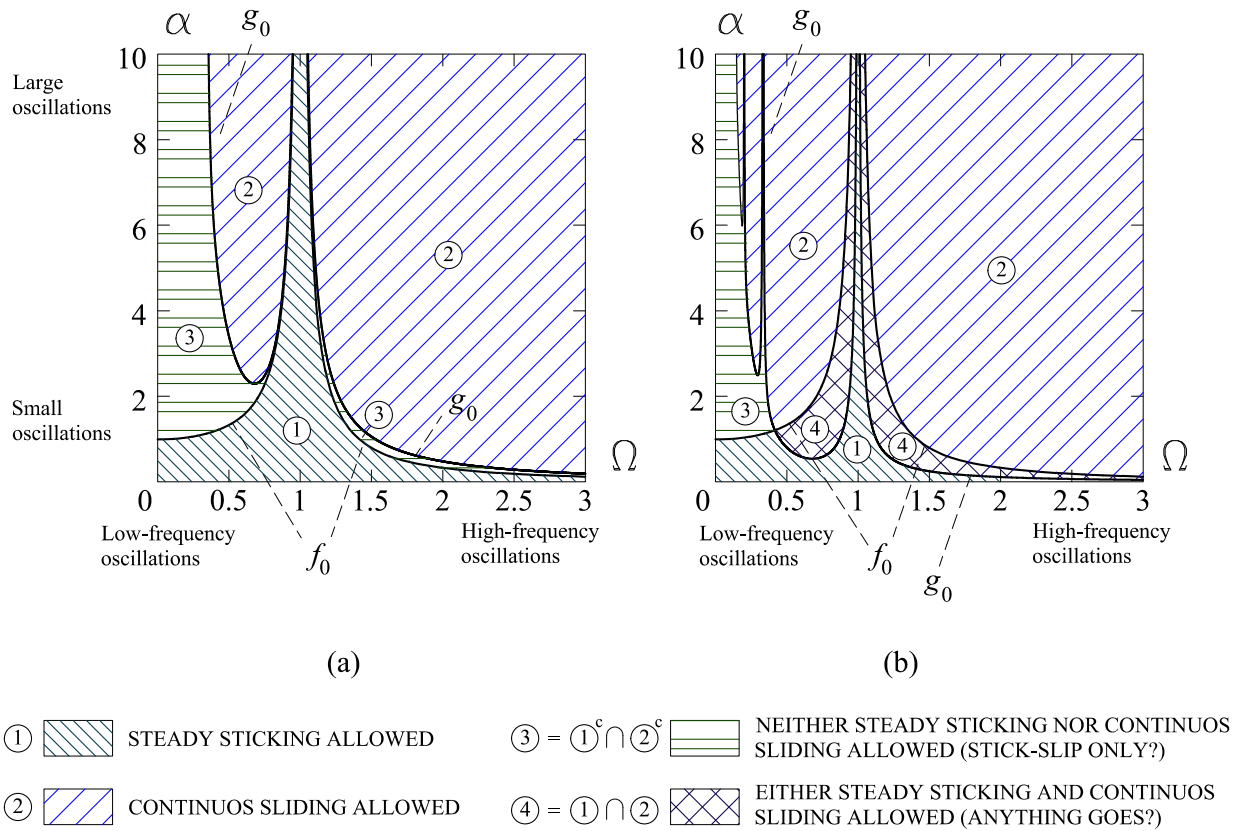 α
g0
10
8
6
4
2
0
0.5
1
1.5
2
2.5
3
Ω
Large
oscillations
Small
oscillations
②
②
③
③
①
g0
Low-frequency
oscillations
High-frequency
oscillations
f0
(a)
α
g0
10
8
6
4
2
0
0.5
1
1.5
2
2.5
3
Ω
②
②
③
④
①
④
Low-frequency
oscillations
High-frequency
oscillations
f0
g0
(b)
① STEADY STICKING ALLOWED
② CONTINUOS SLIDING ALLOWED
③ = ①c ∩ ②c NEITHER STEADY STICKING NOR CONTINUOS
SLIDING ALLOWED (STICK-SLIP ONLY?)
④ = ① ∩ ② EITHER STEADY STICKING AND CONTINUOS
SLIDING ALLOWED (ANYTHING GOES?)